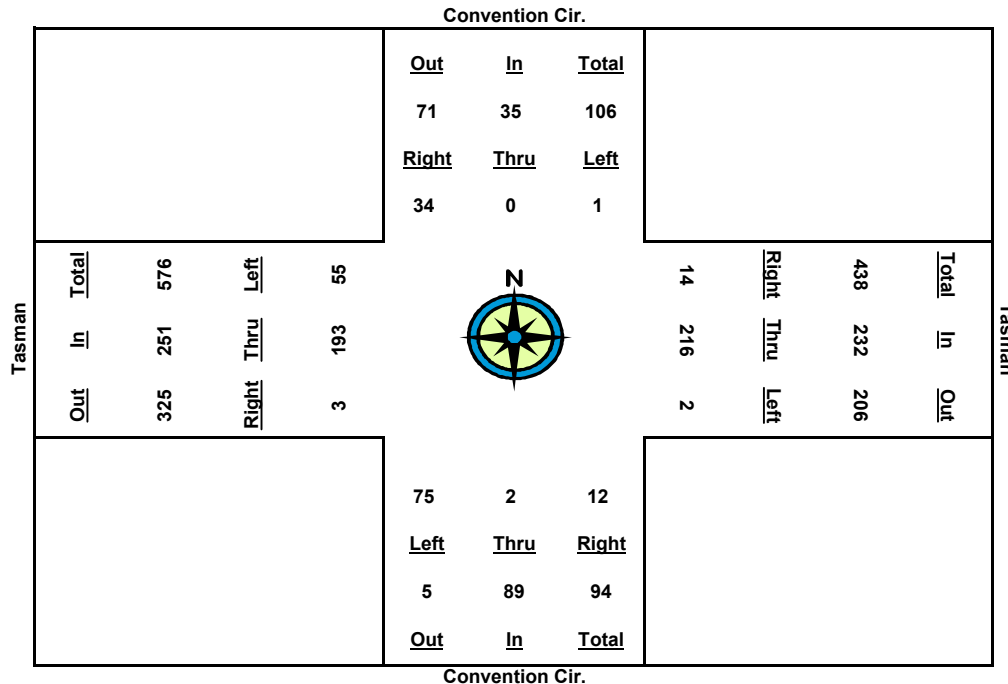 Convention Cir.
Out In Total
71 35 106
Right Thru Left
34 0 1
Tasman
Total 576 Left 55
In 251 Thru 193
Out 325 Right 3
N
14 Right 438 Total
216 Thru 232 In
2 Left 206 Out
Tasman
75 2 12
Left Thru Right
5 89 94
Out In Total
Convention Cir.